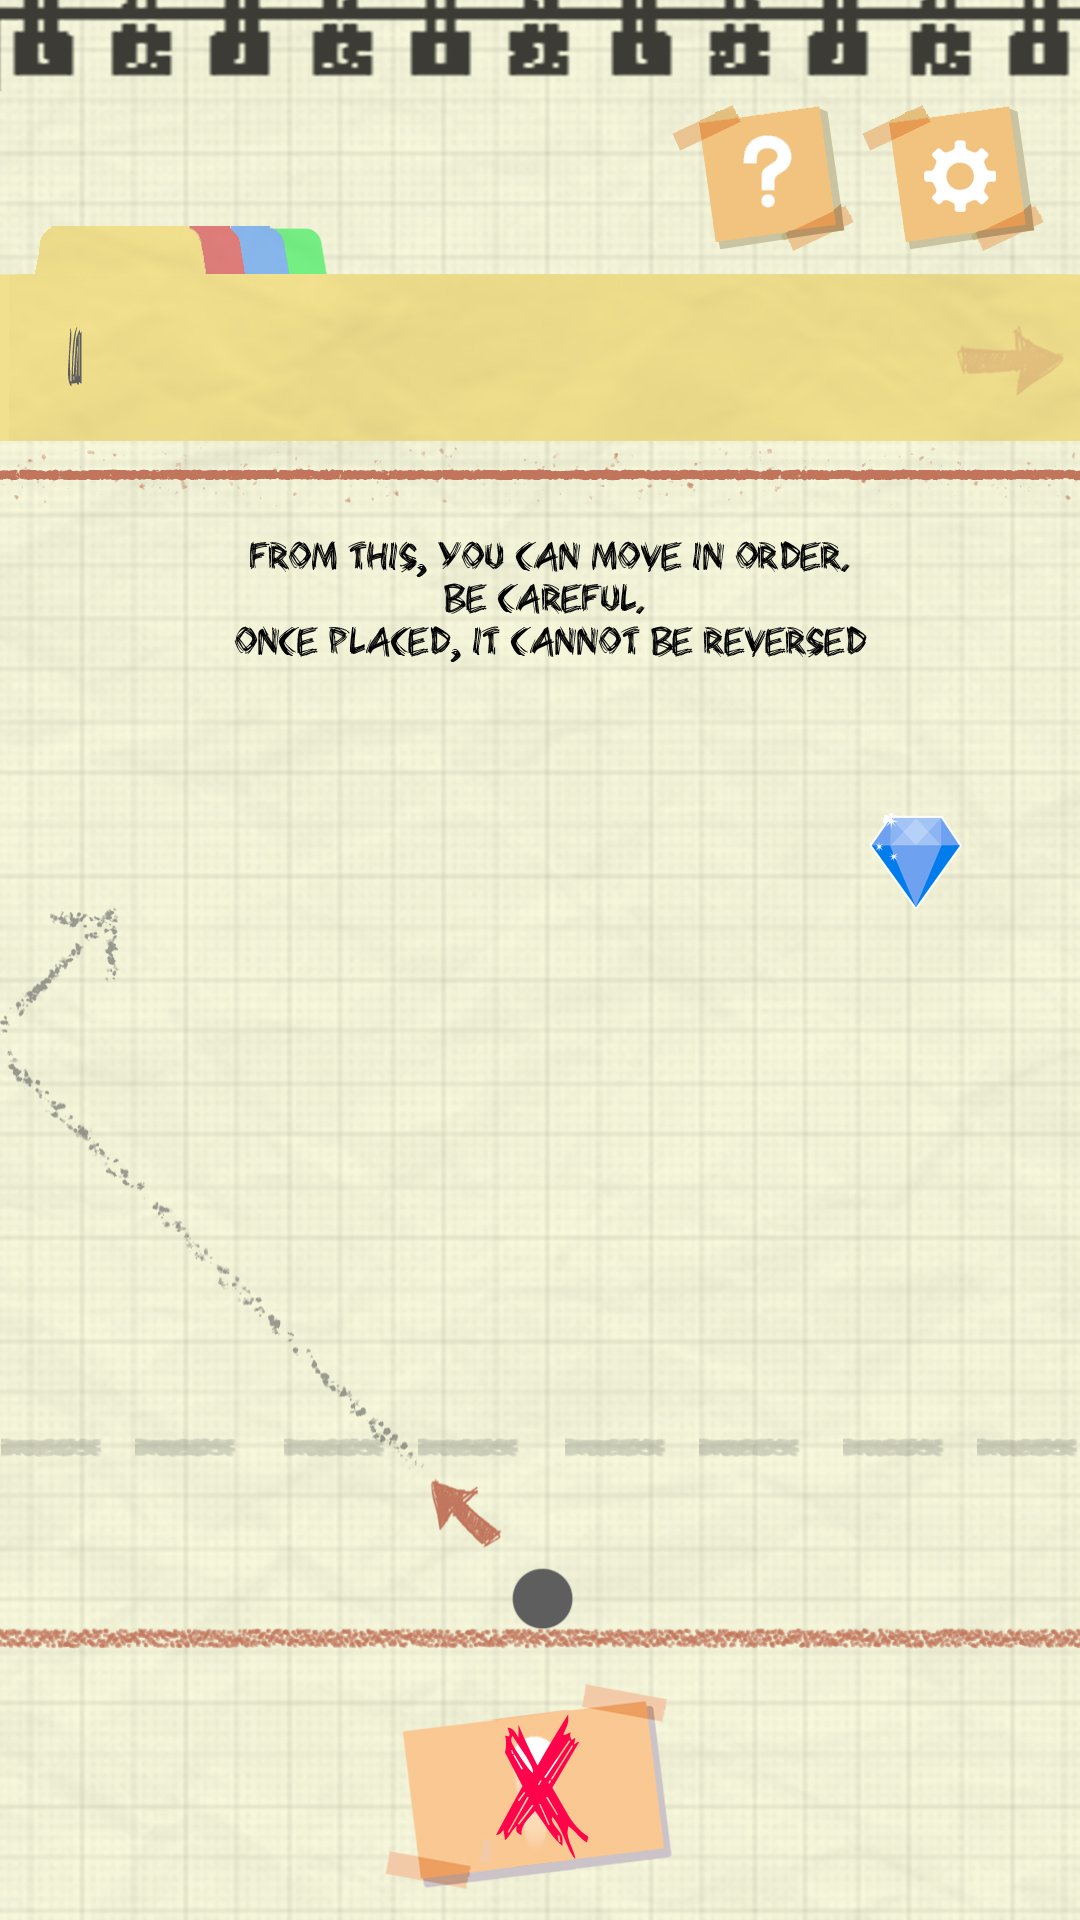 ?
FROM THIS, YOU CAN MOVE IN ORDER.
BE CAREFUL.
ONCE PLACED, IT CANNOT BE REVERSED